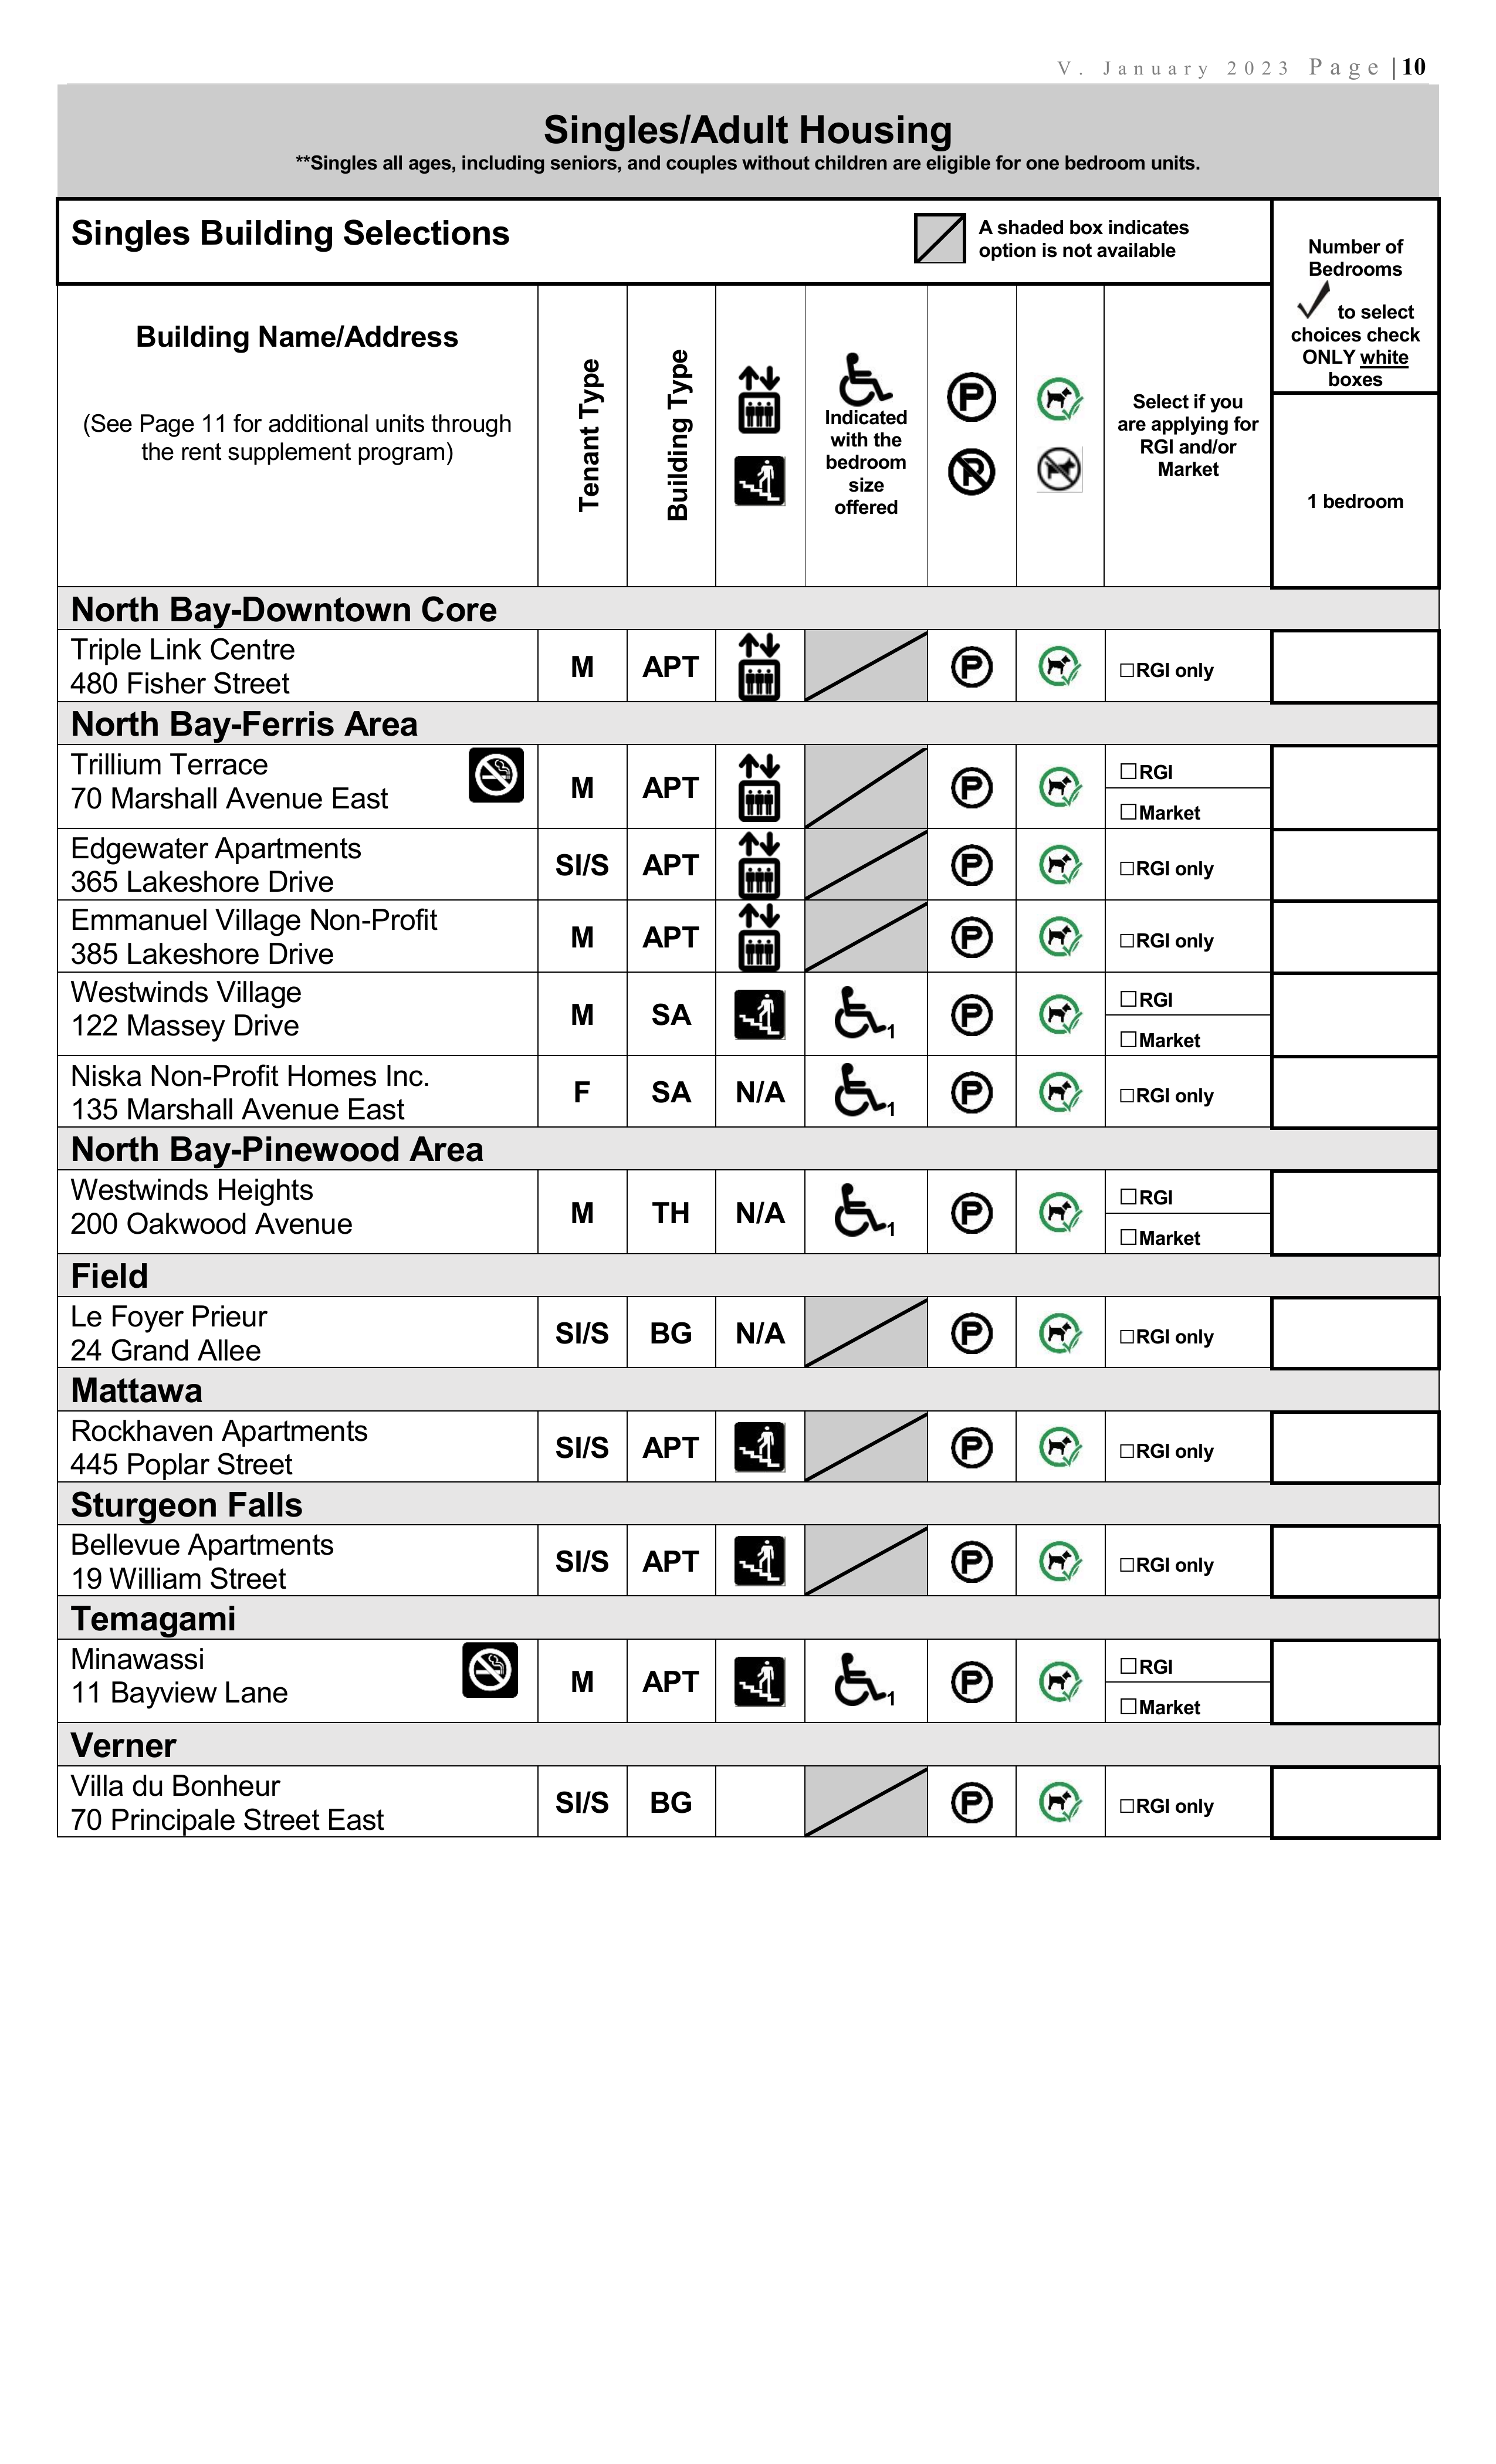 V. January 2023 Page | 10
Singles/Adult Housing
**Singles all ages, including seniors, and couples without children are eligible for one bedroom units.
Singles Building Selections
A shaded box indicates
option is not available
Number of
Bedrooms
to select
choices check
ONLY white
boxes
Building Name/Address
(See Page 11 for additional units through
the rent supplement program)
Tenant Type
Building Type
Indicated
with the
bedroom
size
offered
P
P
Select if you
are applying for
RGI and/or
Market
1 bedroom
North Bay-Downtown Core
Triple Link Centre
480 Fisher Street
M APT P ☐RGI only
North Bay-Ferris Area
Trillium Terrace
70 Marshall Avenue East
M APT P ☐RGI
☐Market
Edgewater Apartments
365 Lakeshore Drive
SI/S APT P ☐RGI only
Emmanuel Village Non-Profit
385 Lakeshore Drive
M APT P ☐RGI only
Westwinds Village
122 Massey Drive
M SA 1 P ☐RGI
☐Market
Niska Non-Profit Homes Inc.
135 Marshall Avenue East
F SA N/A 1 P ☐RGI only
North Bay-Pinewood Area
Westwinds Heights
200 Oakwood Avenue
M TH N/A 1 P ☐RGI
☐Market
Field
Le Foyer Prieur
24 Grand Allee
SI/S BG N/A P ☐RGI only
Mattawa
Rockhaven Apartments
445 Poplar Street
SI/S APT P ☐RGI only
Sturgeon Falls
Bellevue Apartments
19 William Street
SI/S APT P ☐RGI only
Temagami
Minawassi
11 Bayview Lane
M APT 1 P ☐RGI
☐Market
Verner
Villa du Bonheur
70 Principale Street East
SI/S BG P ☐RGI only